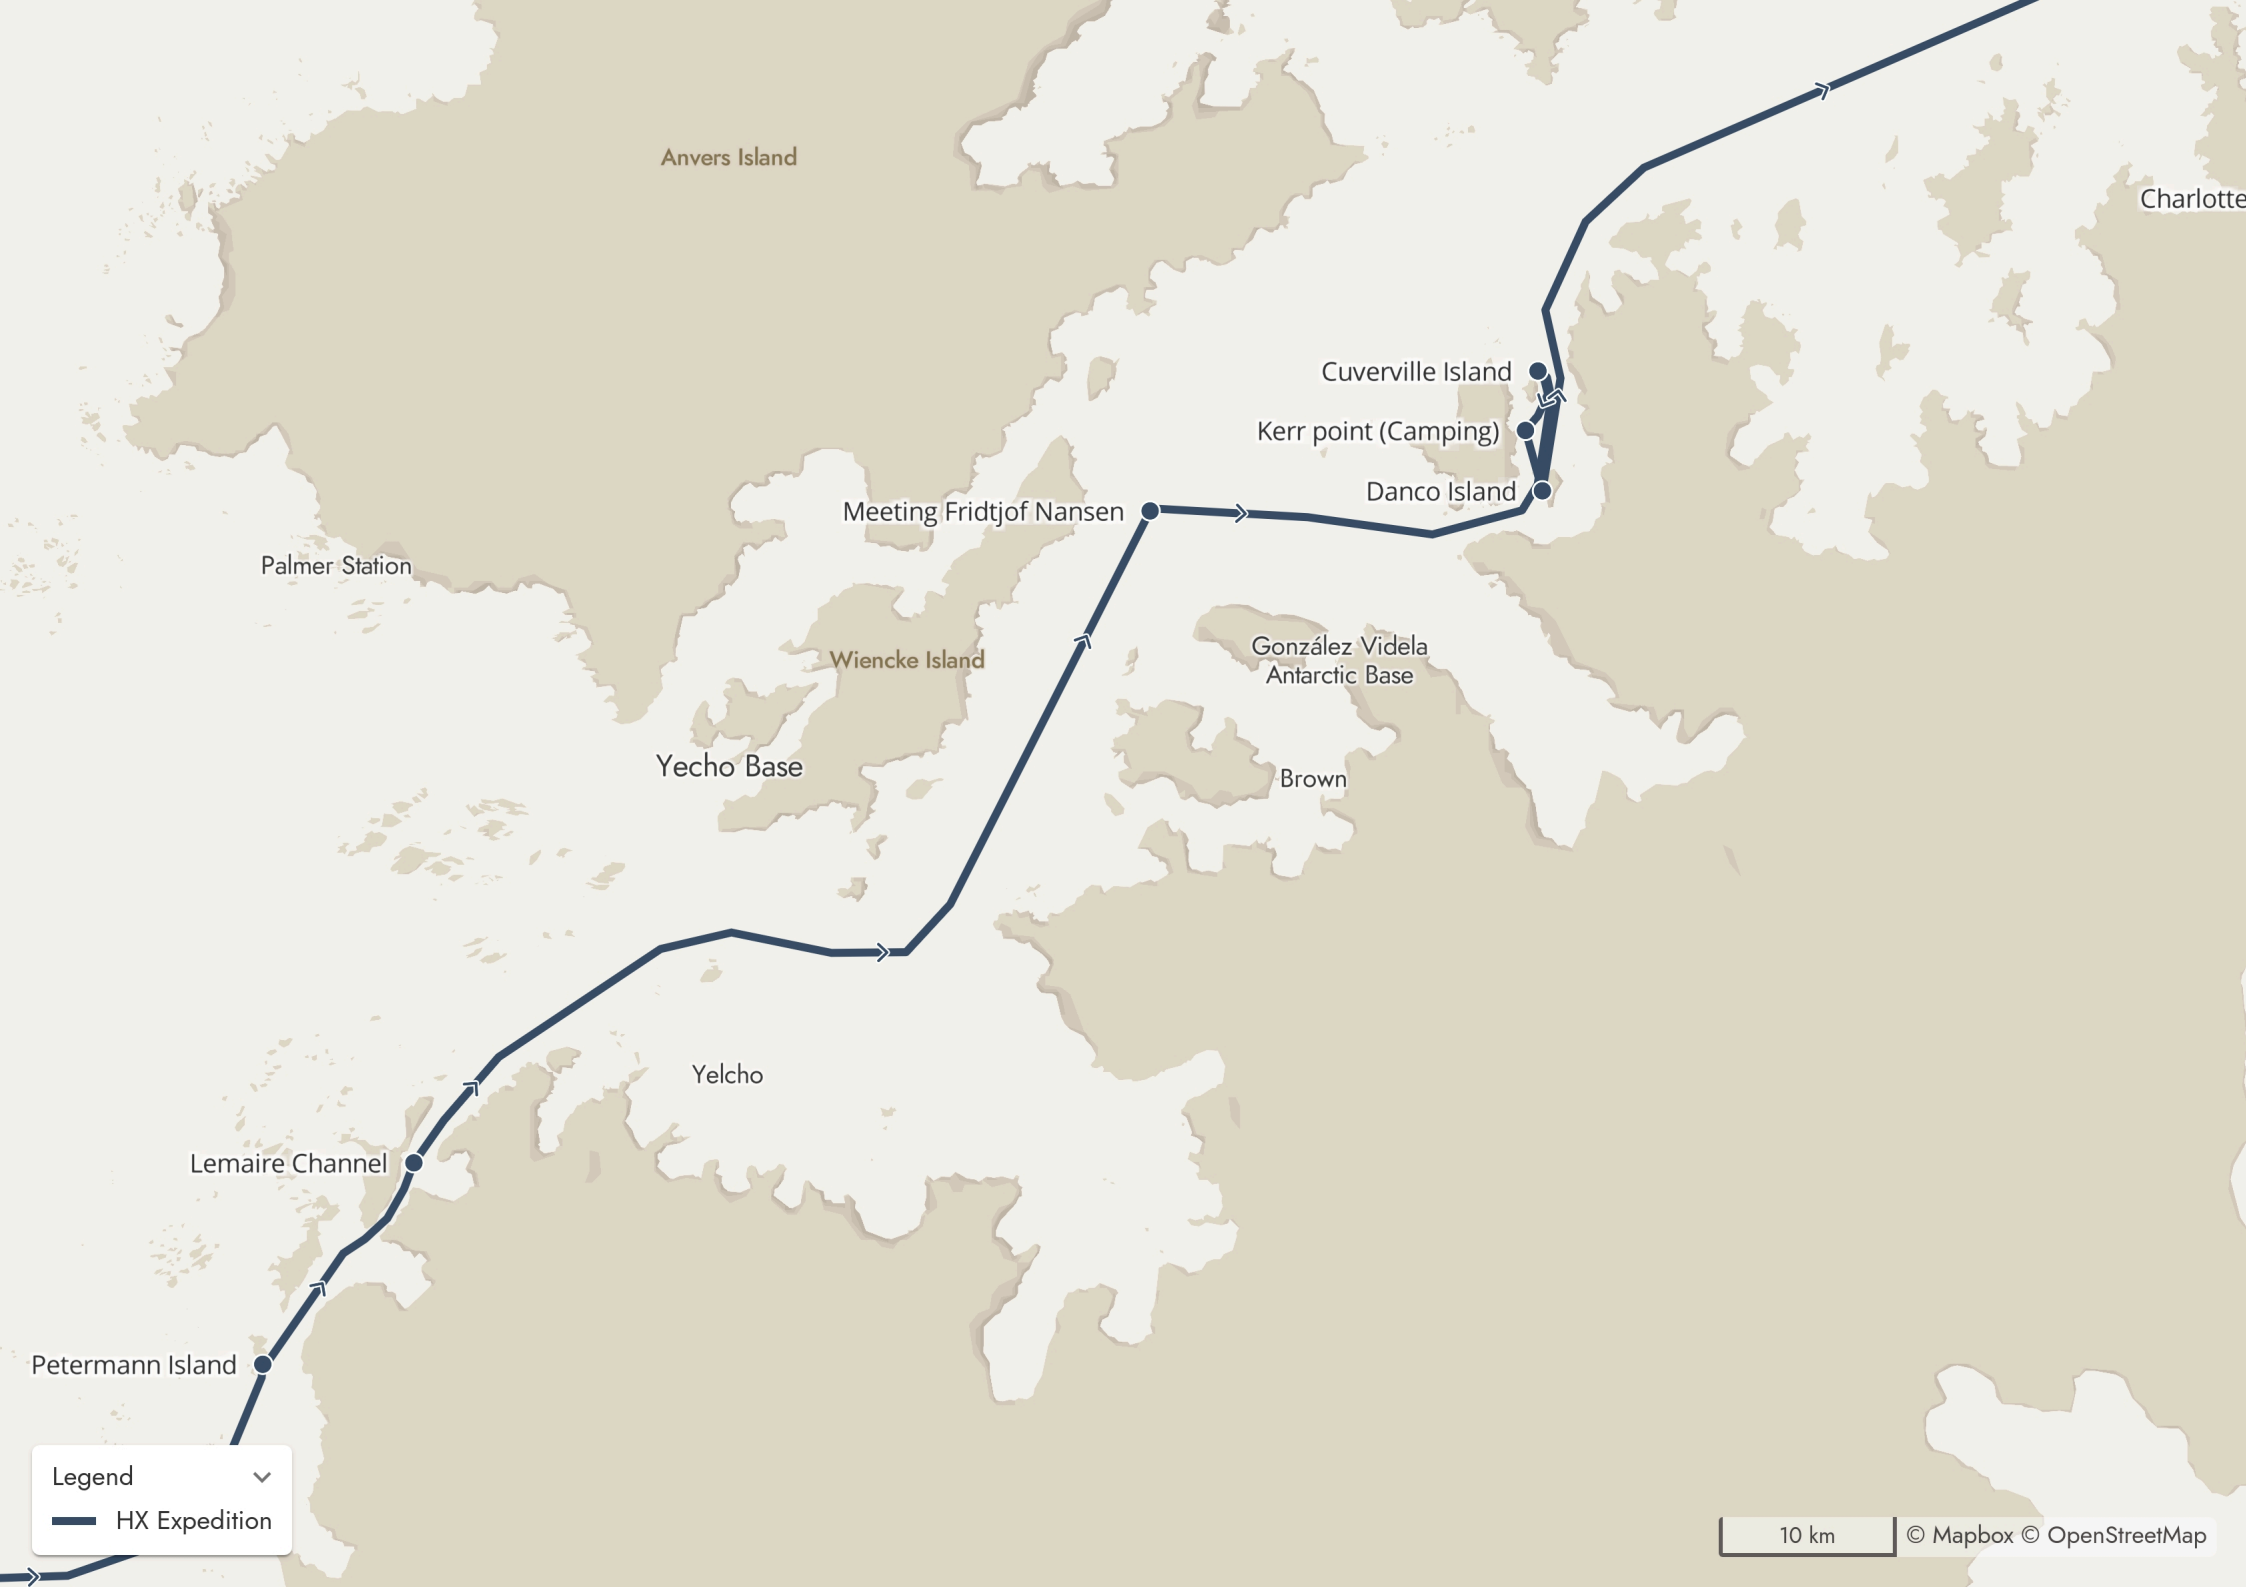 Anvers Island
Charlotte
Cuverville Island
Kerr point (Camping)
Danco Island
Meeting Fridtjof Nansen
Palmer Station
González Videla
Antarctic Base
Wiencke Island
Yecho Base
Brown
Yelcho
Lemaire Channel
Petermann Island
Legend
HX Expedition
10 km
© Mapbox © OpenStreetMap